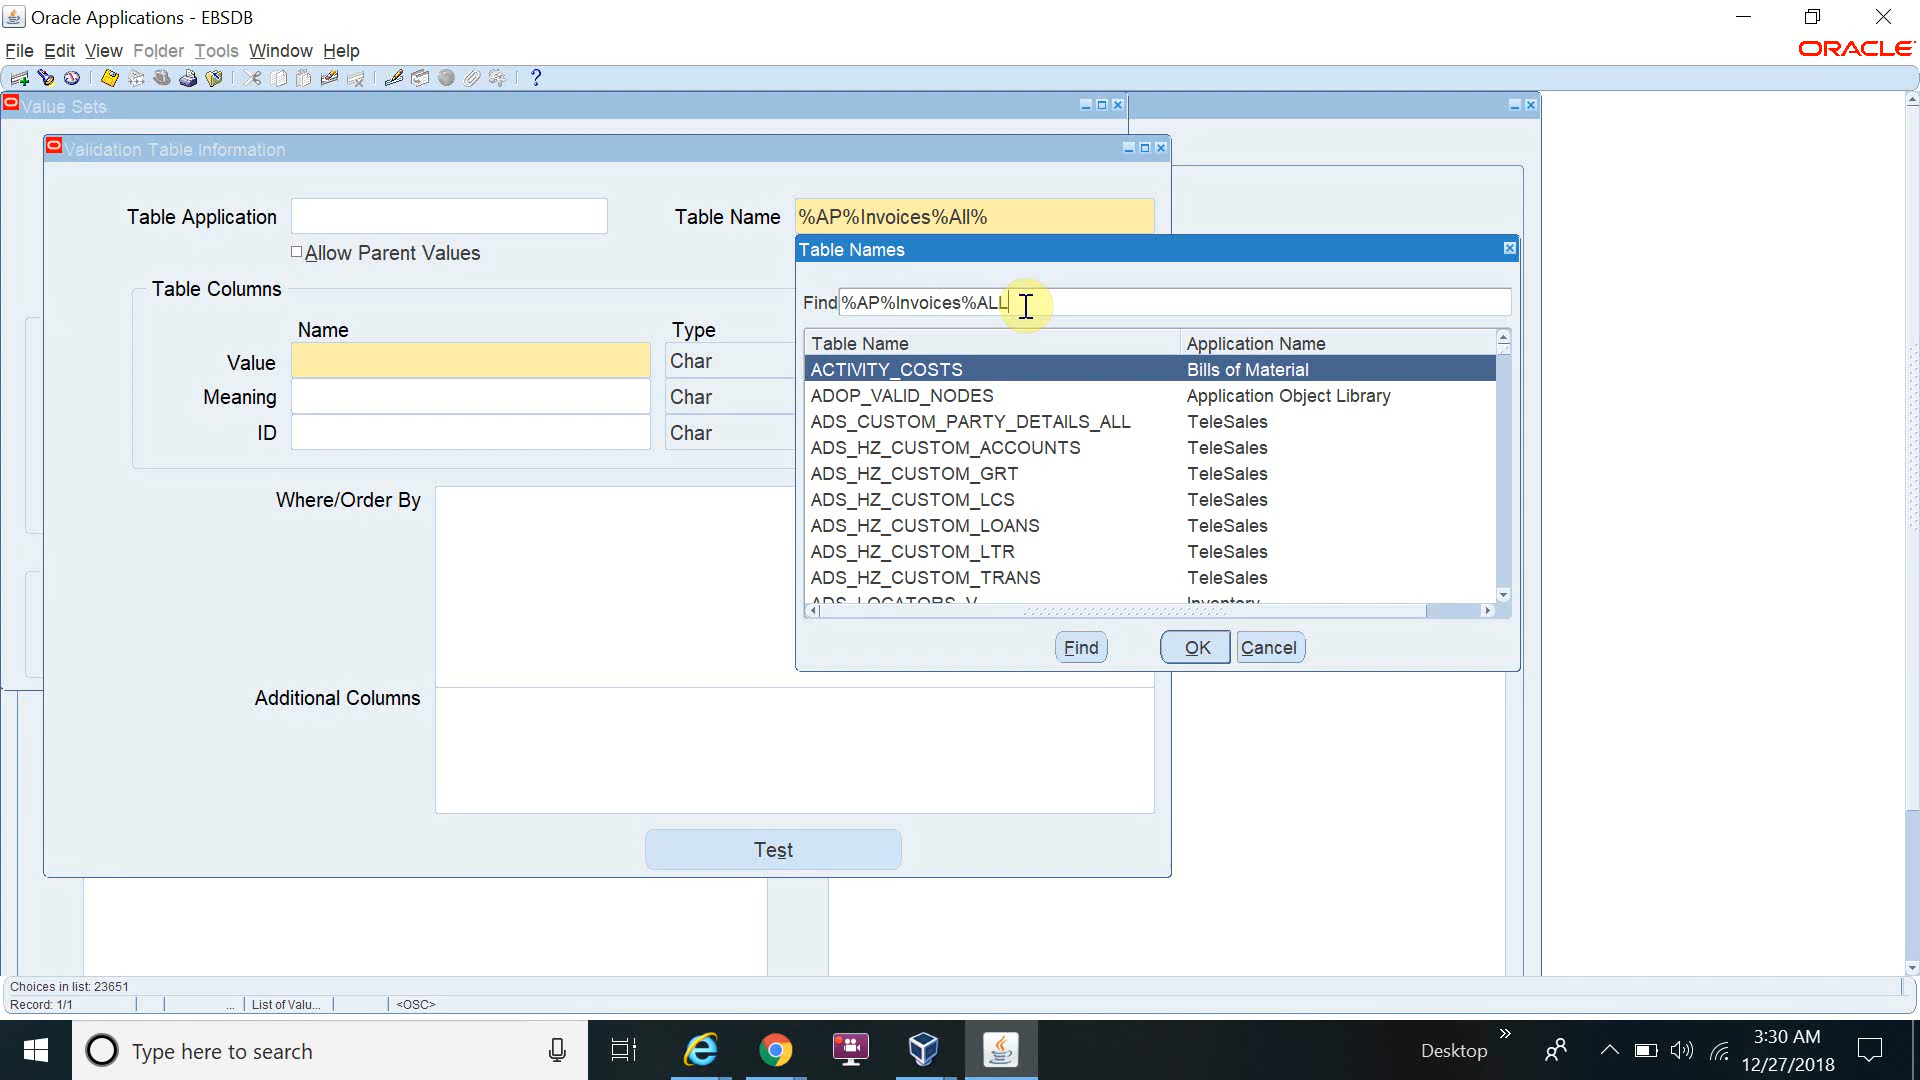 Oracle Applications - EBSDB
File Edit View Folder Tools Window Help
ORACLE
Value Sets
Validation Table Information
Table Application
Table Name %AP%Invoices%All%
Allow Parent Values
Table Names
Table Columns
Find %AP%Invoices%ALL
Name Type
Table Name Application Name
Value Char
ACTIVITY_COSTS Bills of Material
Meaning Char
ADOP_VALID_NODES Application Object Library
ADS_CUSTOM_PARTY_DETAILS_ALL TeleSales
ID Char
ADS_HZ_CUSTOM_ACCOUNTS TeleSales
ADS_HZ_CUSTOM_GRT TeleSales
Where/Order By
ADS_HZ_CUSTOM_LCS TeleSales
ADS_HZ_CUSTOM_LOANS TeleSales
ADS_HZ_CUSTOM_LTR TeleSales
ADS_HZ_CUSTOM_TRANS TeleSales
ADS_LOCATORS_V Inventory
Find OK Cancel
Additional Columns
Test
Choices in list: 23651
Record: 1/1 ... List of Valu... <OSC>
Type here to search
Desktop
3:30 AM
12/27/2018